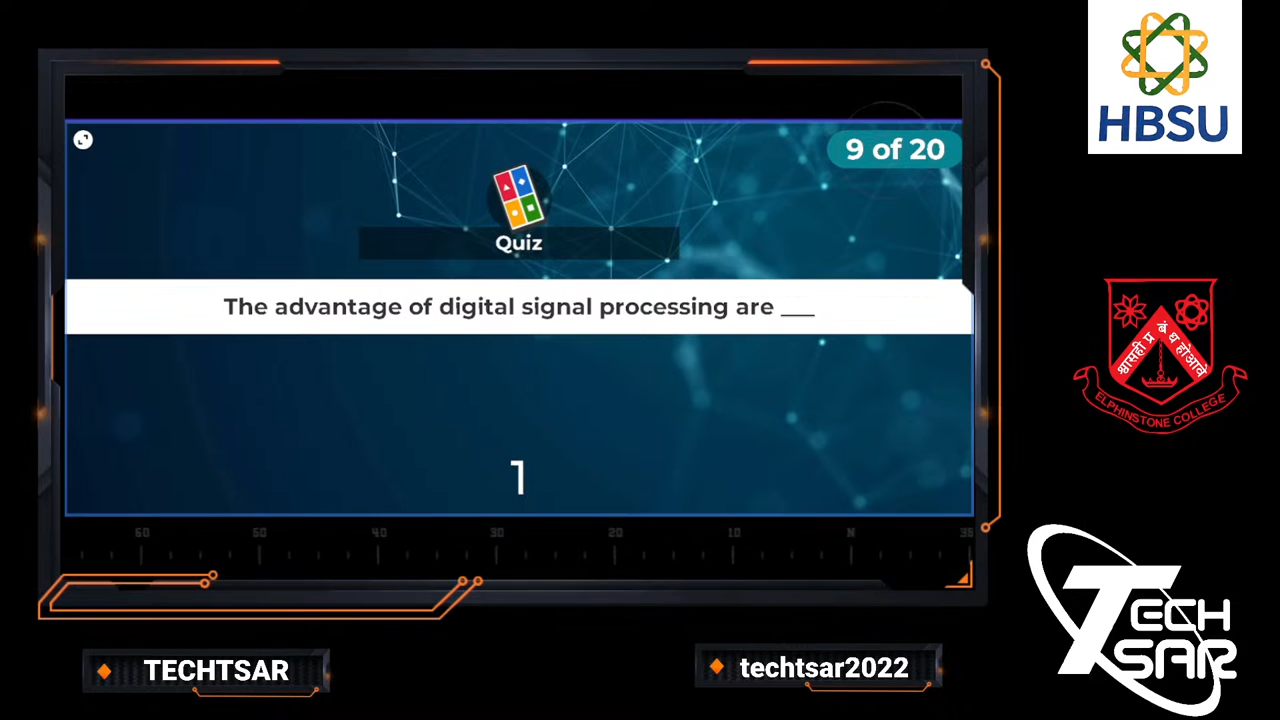 9 of 20
Quiz
The advantage of digital signal processing are ___
1
60 50 40 30 20 10 N 35
TECHTSAR
techtsar2022
HBSU
ELPHINSTONE COLLEGE
TECH
SAR